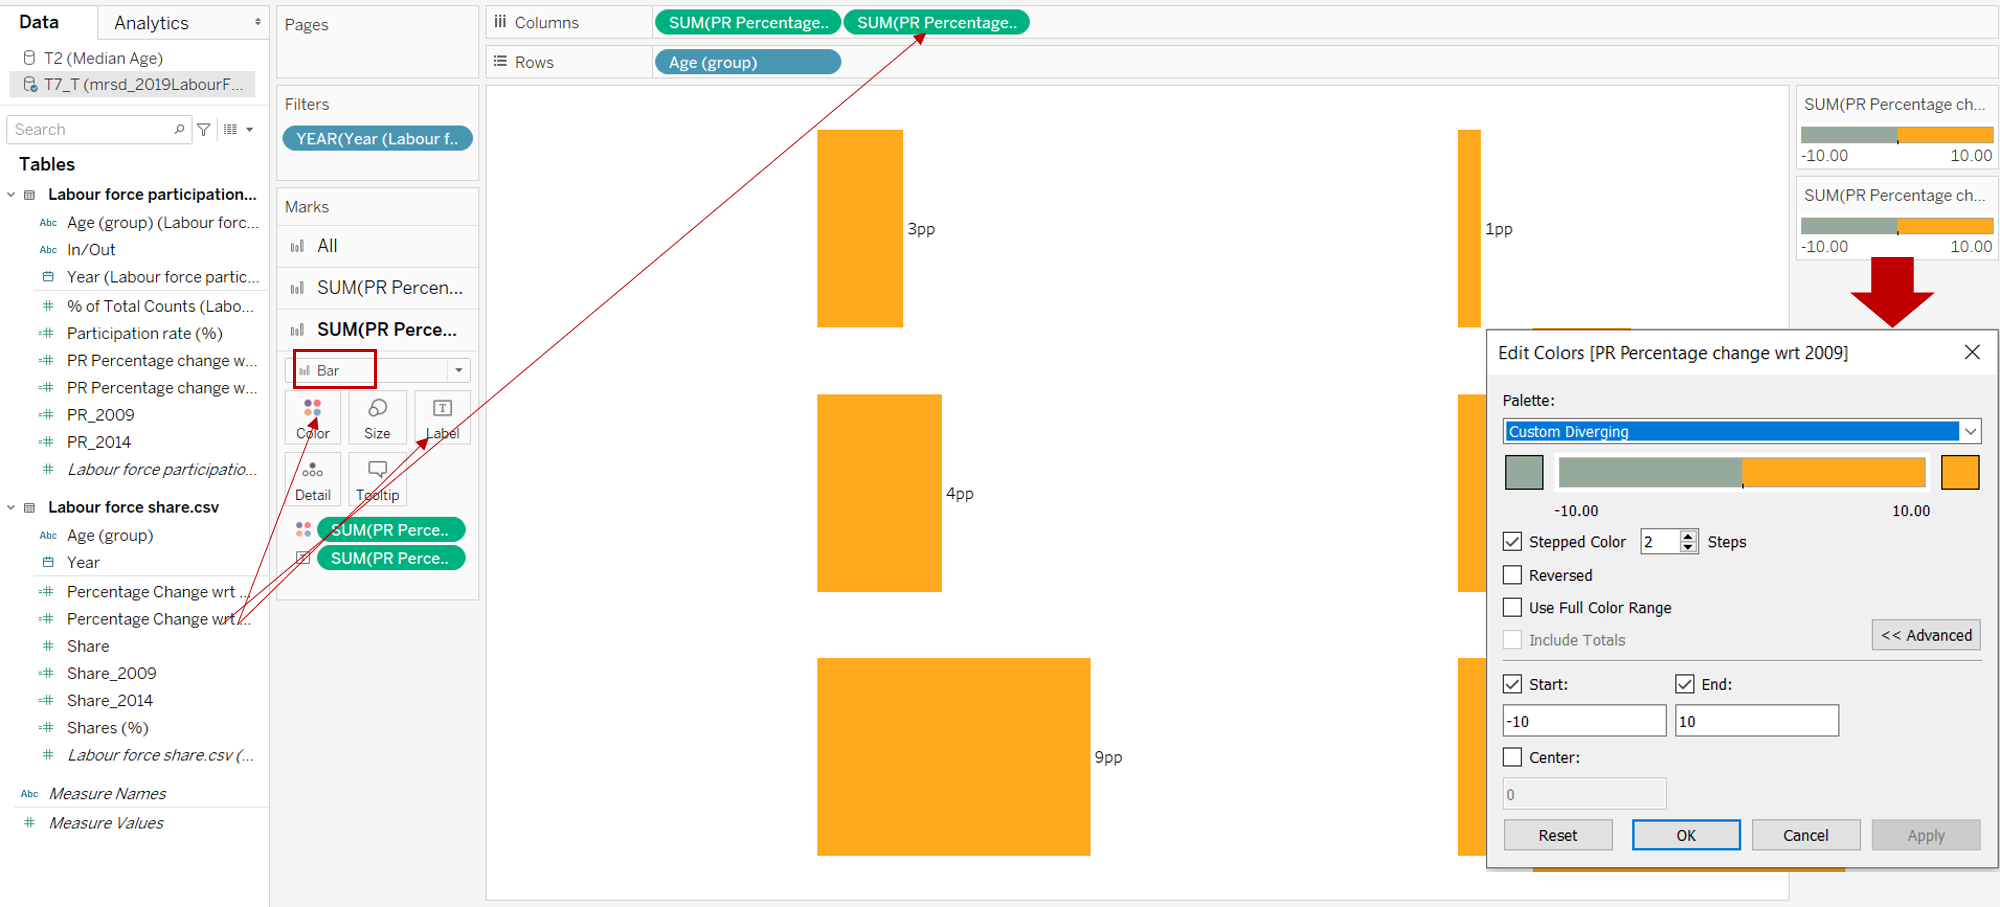 Data
Analytics
T2 (Median Age)
T7_T (mrsd_2019LabourF...
Search
Tables
Labour force participation...
Abc Age (group) (Labour forc...
Abc In/Out
Year (Labour force partic...
# % of Total Counts (Labo...
=# Participation rate (%)
=# PR Percentage change w...
=# PR Percentage change w...
=# PR_2009
=# PR_2014
# Labour force participatio...
Labour force share.csv
Abc Age (group)
Year
=# Percentage Change wrt ...
=# Percentage Change wrt...
# Share
=# Share_2009
=# Share_2014
=# Shares (%)
# Labour force share.csv (...
Abc Measure Names
# Measure Values
Pages
Filters
YEAR(Year (Labour f..
Marks
All
SUM(PR Percen...
SUM(PR Perce...
Bar
Color
Size
T
Label
Detail
Tooltip
SUM(PR Perce..
T
SUM(PR Perce..
iii Columns
SUM(PR Percentage..
SUM(PR Percentage..
Rows
Age (group)
3pp
1pp
4pp
9pp
SUM(PR Percentage ch...
-10.00
10.00
SUM(PR Percentage ch...
-10.00
10.00
Edit Colors [PR Percentage change wrt 2009]
Palette:
Custom Diverging
-10.00
10.00
Stepped Color
2
Steps
Reversed
Use Full Color Range
Include Totals
<< Advanced
Start:
End:
-10
10
Center:
0
Reset
OK
Cancel
Apply